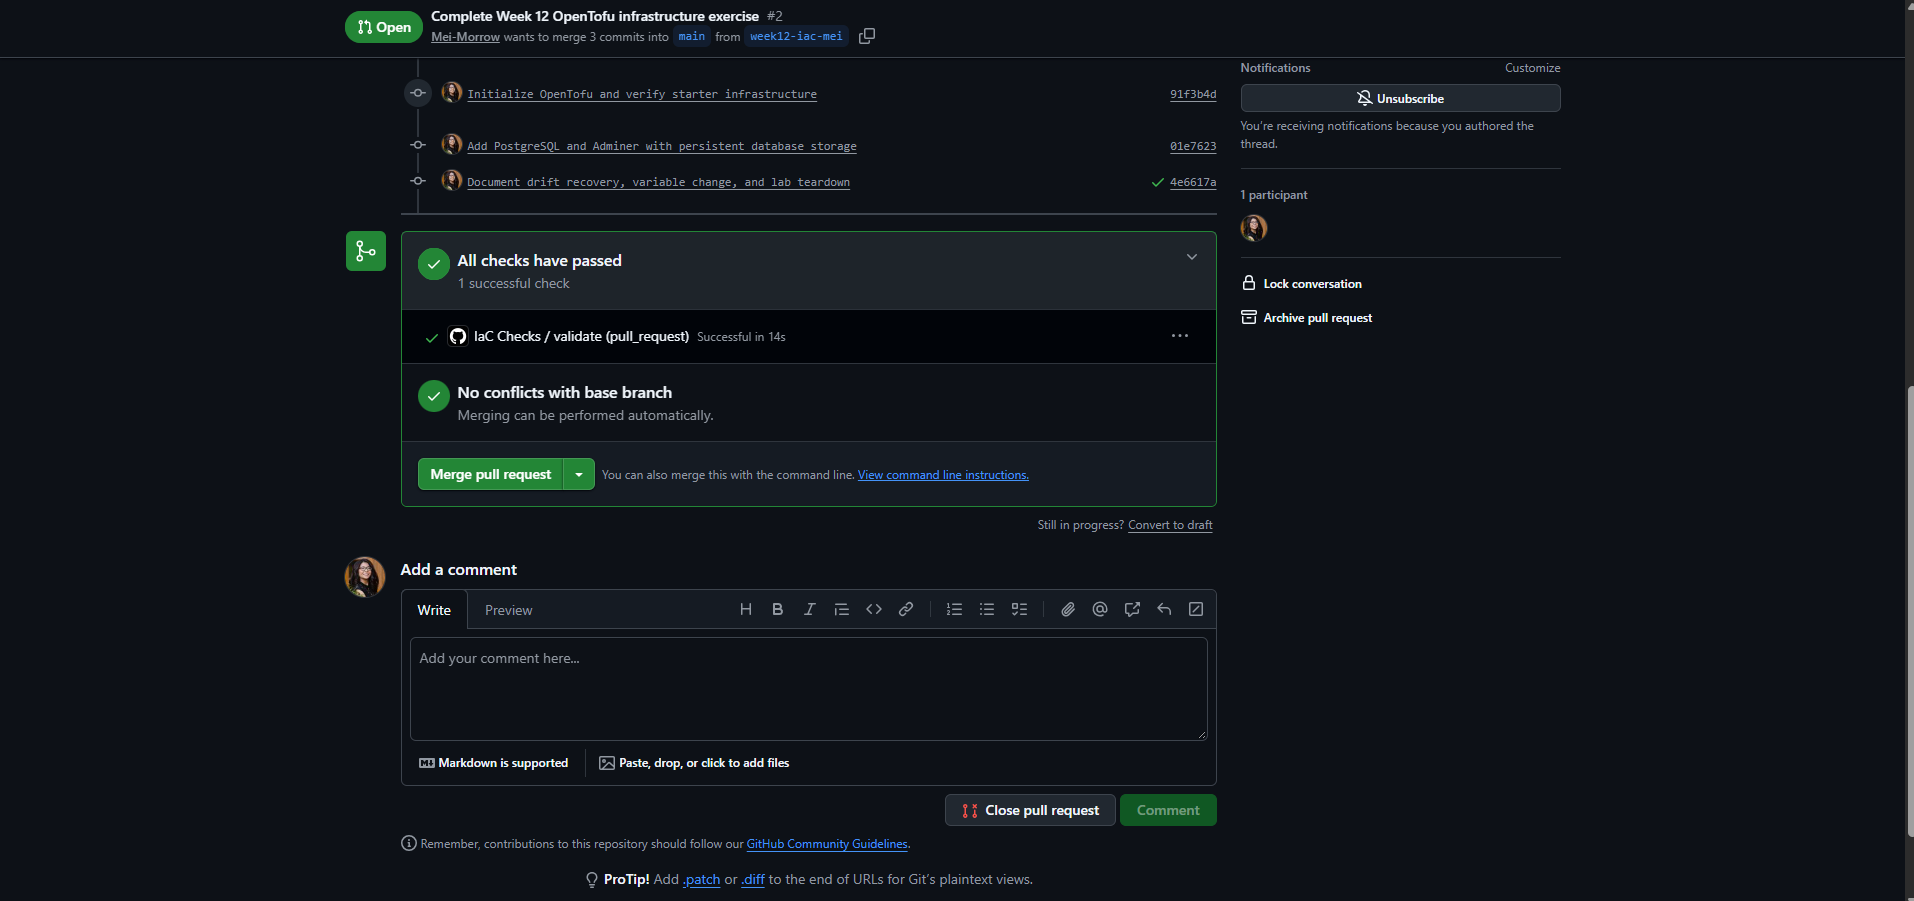 Open
Complete Week 12 OpenTofu infrastructure exercise #2
Mei-Morrow wants to merge 3 commits into main from week12-iac-mei
Initialize OpenTofu and verify starter infrastructure 91f3b4d
Add PostgreSQL and Adminer with persistent database storage 01e7623
Document drift recovery, variable change, and lab teardown 4e6617a
All checks have passed
1 successful check
IaC Checks / validate (pull_request) Successful in 14s
No conflicts with base branch
Merging can be performed automatically.
Merge pull request You can also merge this with the command line. View command line instructions.
Still in progress? Convert to draft
Add a comment
Write Preview
Add your comment here...
Markdown is supported Paste, drop, or click to add files
Close pull request Comment
Remember, contributions to this repository should follow our GitHub Community Guidelines.
ProTip! Add .patch or .diff to the end of URLs for Git's plaintext views.
Notifications Customize
Unsubscribe
You're receiving notifications because you authored the
thread.
1 participant
Lock conversation
Archive pull request